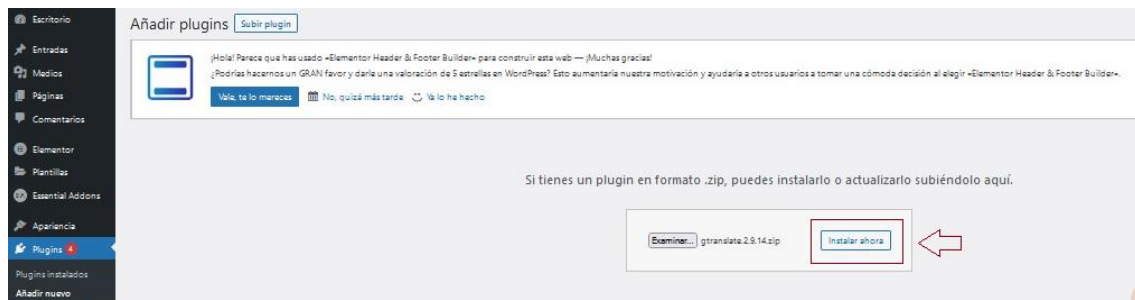 Escritorio
Entradas
Medios
Páginas
Comentarios
Elementor
Plantillas
Essential Addons
Apariencia
Plugins 4
Plugins instalados
Añadir nuevo
Añadir plugins Subir plugin
¡Hola! Parece que has usado «Elementor Header & Footer Builder» para construir esta web — ¡Muchas gracias!
¿Podrías hacernos un GRAN favor y darle una valoración de 5 estrellas en WordPress? Esto aumentaría nuestra motivación y ayudaría a otros usuarios a tomar una cómoda decisión al elegir «Elementor Header & Footer Builder».
Vale, te lo mereces No, quizá más tarde Ya lo he hecho
Si tienes un plugin en formato .zip, puedes instalarlo o actualizarlo subiéndolo aquí.
Examinar... gtranslate.2.9.14.zip Instalar ahora